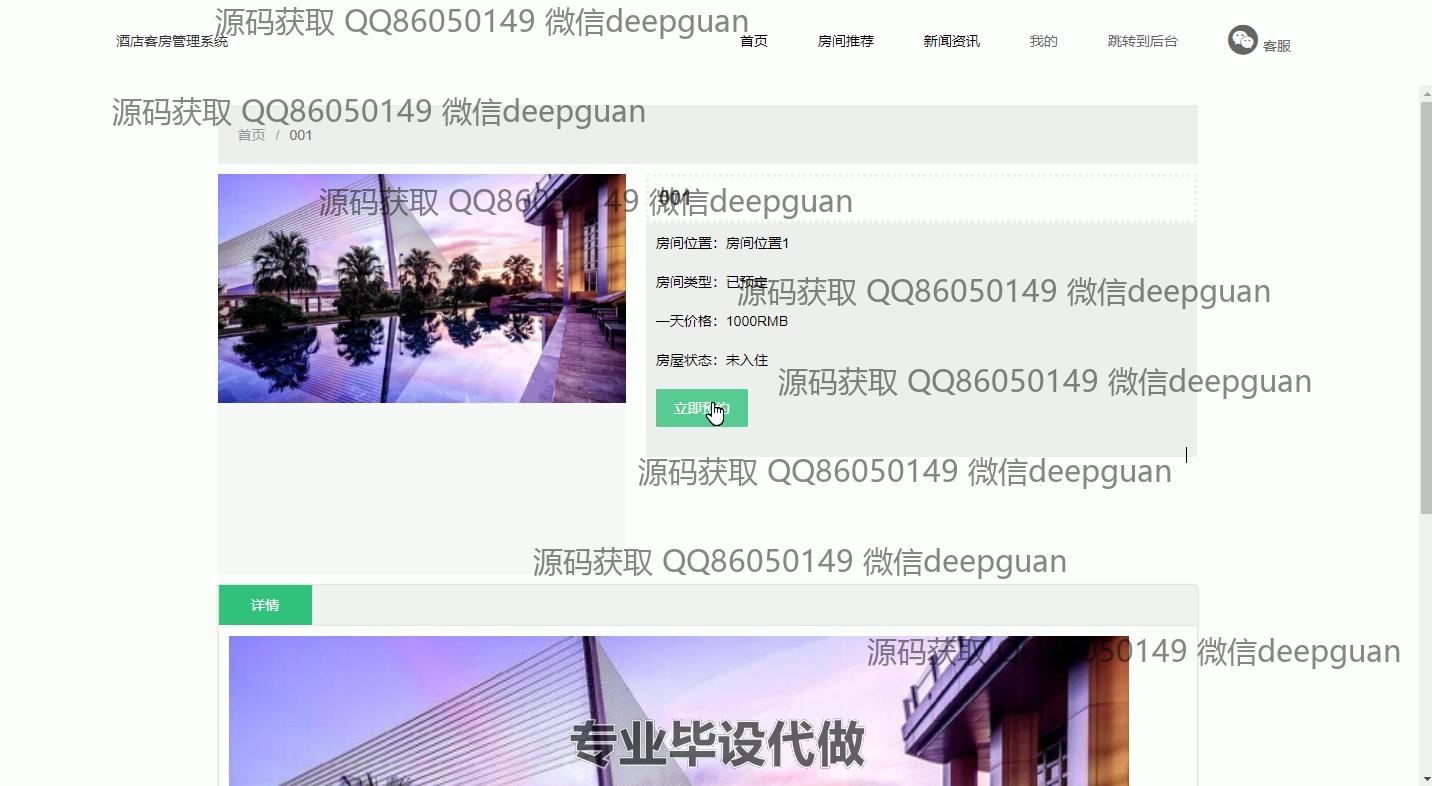 源码获取 QQ86050149 微信deepguan
酒店客房管理系统
首页
房间推荐
新闻资讯
我的
跳转到后台
客服
源码获取 QQ86050149 微信deepguan
首页 / 001
源码获取 QQ86050149 微信deepguan
001
房间位置：房间位置1
房间类型：已预定
源码获取 QQ86050149 微信deepguan
一天价格：1000RMB
房屋状态：未入住
源码获取 QQ86050149 微信deepguan
立即预约
源码获取 QQ86050149 微信deepguan
源码获取 QQ86050149 微信deepguan
详情
源码获取 QQ86050149 微信deepguan
专业毕设代做